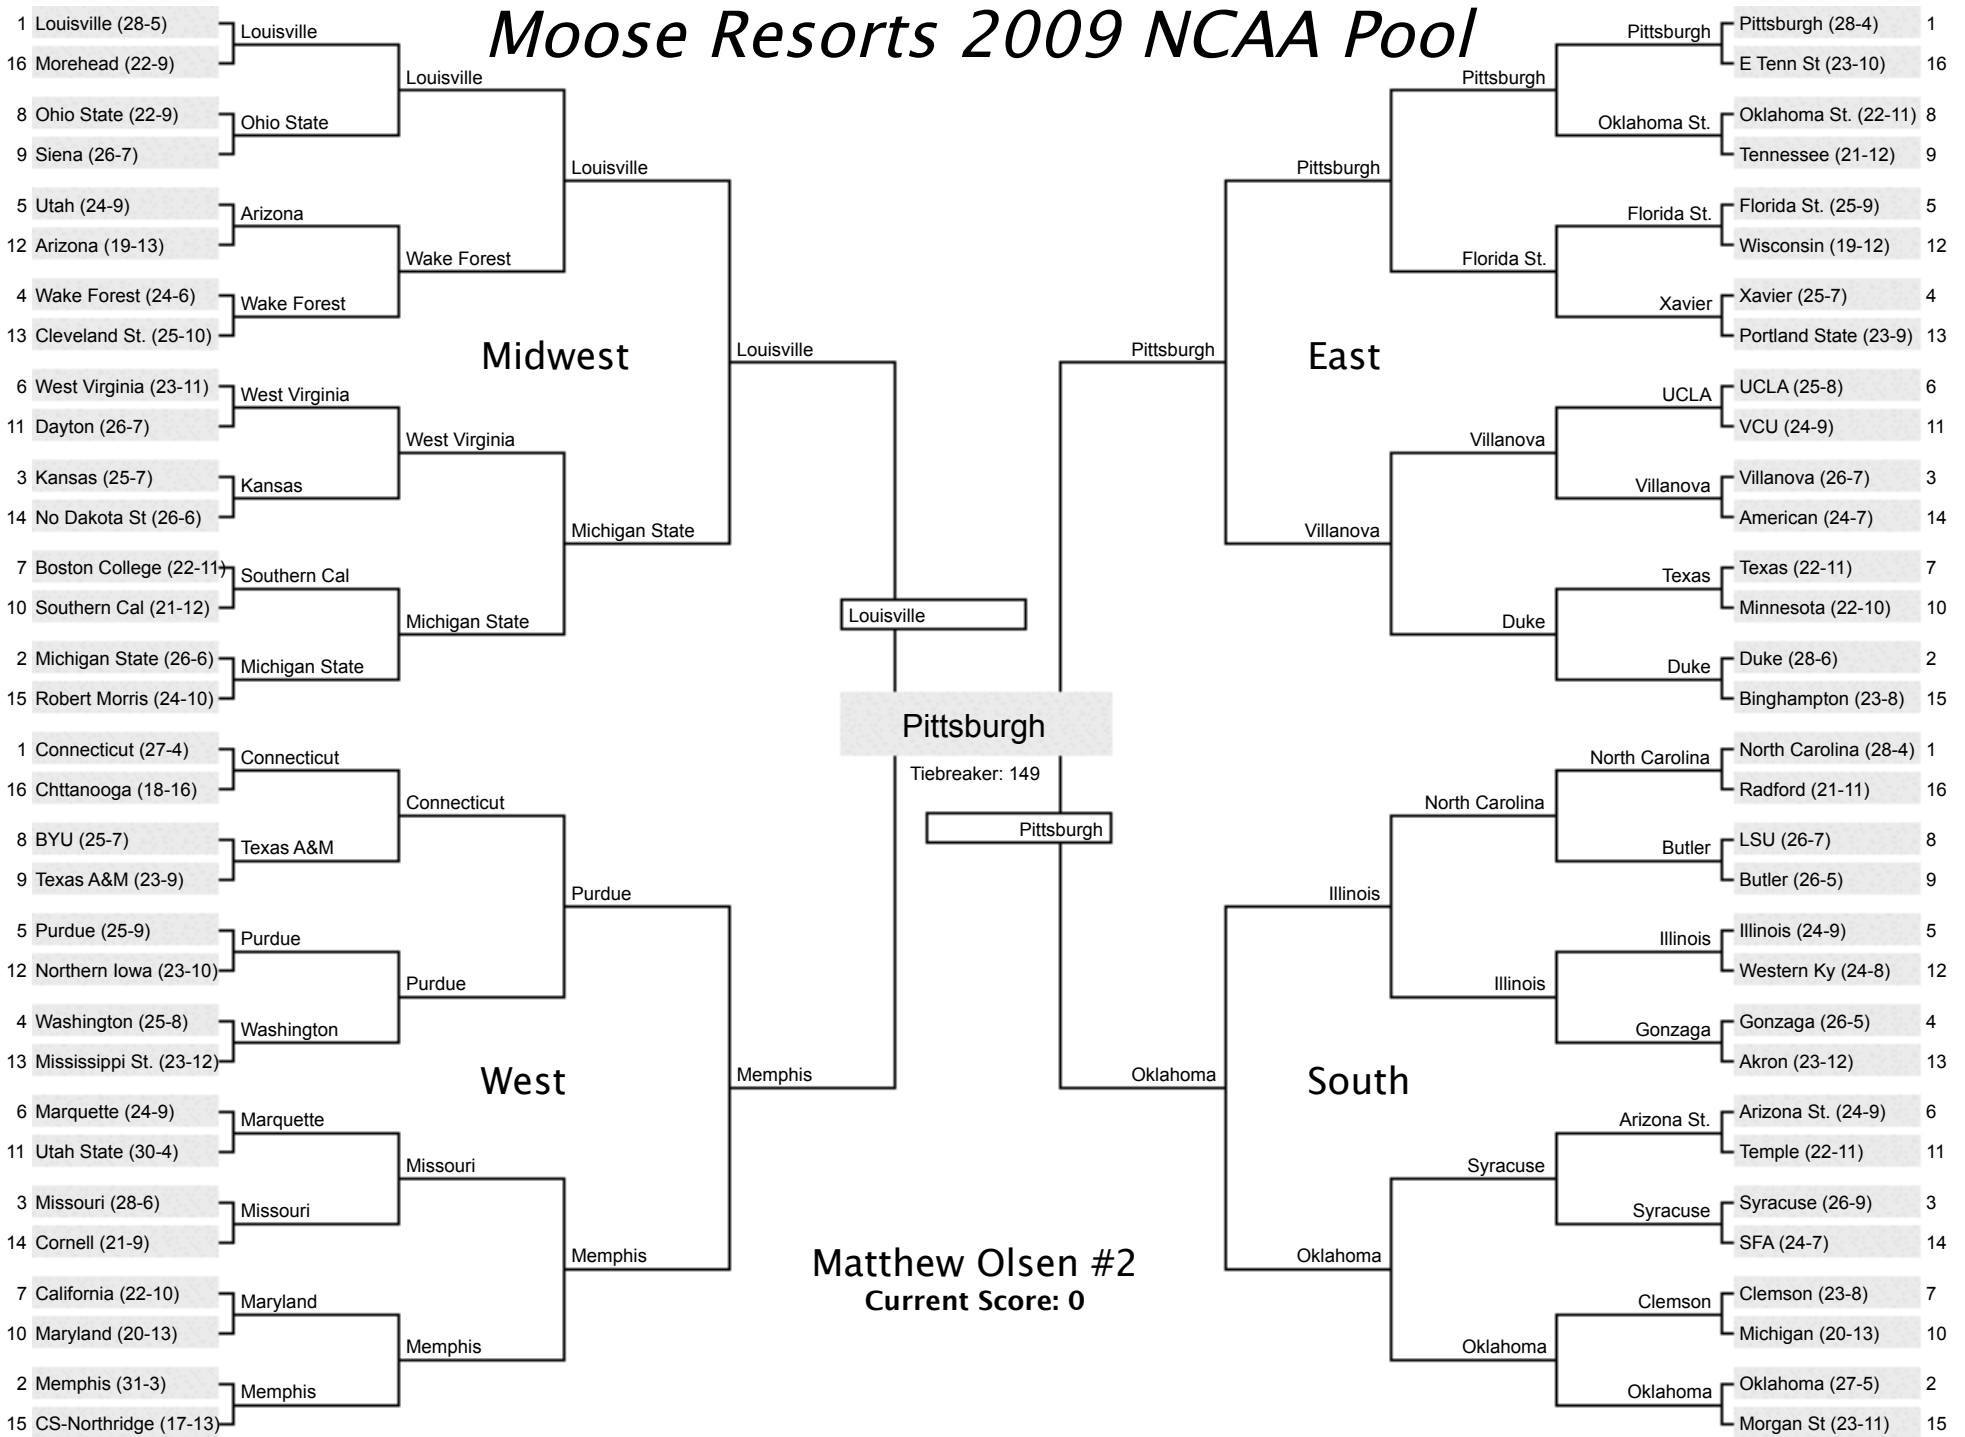 Moose Resorts 2009 NCAA Pool
1 Louisville (28-5)
16 Morehead (22-9)
8 Ohio State (22-9)
9 Siena (26-7)
5 Utah (24-9)
12 Arizona (19-13)
4 Wake Forest (24-6)
13 Cleveland St. (25-10)
6 West Virginia (23-11)
11 Dayton (26-7)
3 Kansas (25-7)
14 No Dakota St (26-6)
7 Boston College (22-11)
10 Southern Cal (21-12)
2 Michigan State (26-6)
15 Robert Morris (24-10)
1 Connecticut (27-4)
16 Chttanooga (18-16)
8 BYU (25-7)
9 Texas A&M (23-9)
5 Purdue (25-9)
12 Northern Iowa (23-10)
4 Washington (25-8)
13 Mississippi St. (23-12)
6 Marquette (24-9)
11 Utah State (30-4)
3 Missouri (28-6)
14 Cornell (21-9)
7 California (22-10)
10 Maryland (20-13)
2 Memphis (31-3)
15 CS-Northridge (17-13)
Louisville
Ohio State
Arizona
Wake Forest
West Virginia
Kansas
Southern Cal
Michigan State
Connecticut
Texas A&M
Purdue
Washington
Marquette
Missouri
Maryland
Memphis
Louisville
Wake Forest
West Virginia
Michigan State
Connecticut
Purdue
Missouri
Memphis
Louisville
Michigan State
Purdue
Memphis
Midwest
West
Louisville
Memphis
Louisville
Pittsburgh
Tiebreaker: 149
Pittsburgh
Matthew Olsen #2
Current Score: 0
Pittsburgh
Oklahoma
East
South
Pittsburgh
Villanova
Illinois
Oklahoma
Pittsburgh
Florida St.
Villanova
Duke
North Carolina
Illinois
Syracuse
Oklahoma
Pittsburgh
Oklahoma St.
Florida St.
Xavier
UCLA
Villanova
Texas
Duke
North Carolina
Butler
Illinois
Gonzaga
Arizona St.
Syracuse
Clemson
Oklahoma
Pittsburgh (28-4) 1
E Tenn St (23-10) 16
Oklahoma St. (22-11) 8
Tennessee (21-12) 9
Florida St. (25-9) 5
Wisconsin (19-12) 12
Xavier (25-7) 4
Portland State (23-9) 13
UCLA (25-8) 6
VCU (24-9) 11
Villanova (26-7) 3
American (24-7) 14
Texas (22-11) 7
Minnesota (22-10) 10
Duke (28-6) 2
Binghampton (23-8) 15
North Carolina (28-4) 1
Radford (21-11) 16
LSU (26-7) 8
Butler (26-5) 9
Illinois (24-9) 5
Western Ky (24-8) 12
Gonzaga (26-5) 4
Akron (23-12) 13
Arizona St. (24-9) 6
Temple (22-11) 11
Syracuse (26-9) 3
SFA (24-7) 14
Clemson (23-8) 7
Michigan (20-13) 10
Oklahoma (27-5) 2
Morgan St (23-11) 15